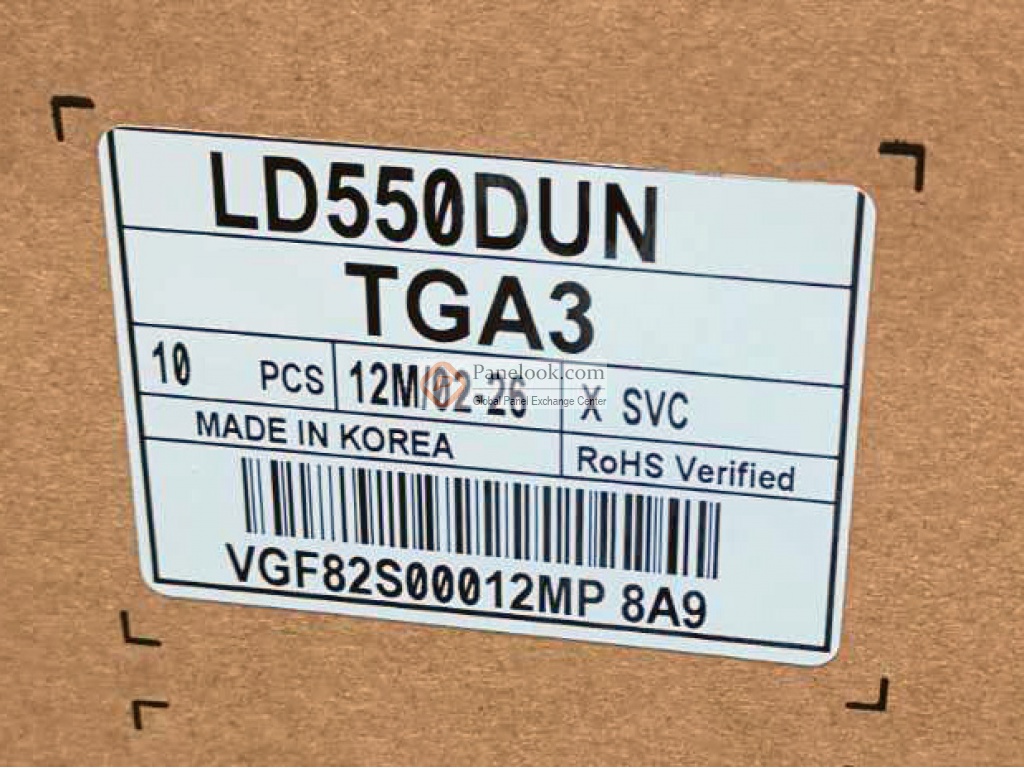 LD550DUN
TGA3
10 PCS 12M/02-26 X SVC
MADE IN KOREA RoHS Verified
VGF82S00012MP 8A9
Panelook.com
Global Panel Exchange Center